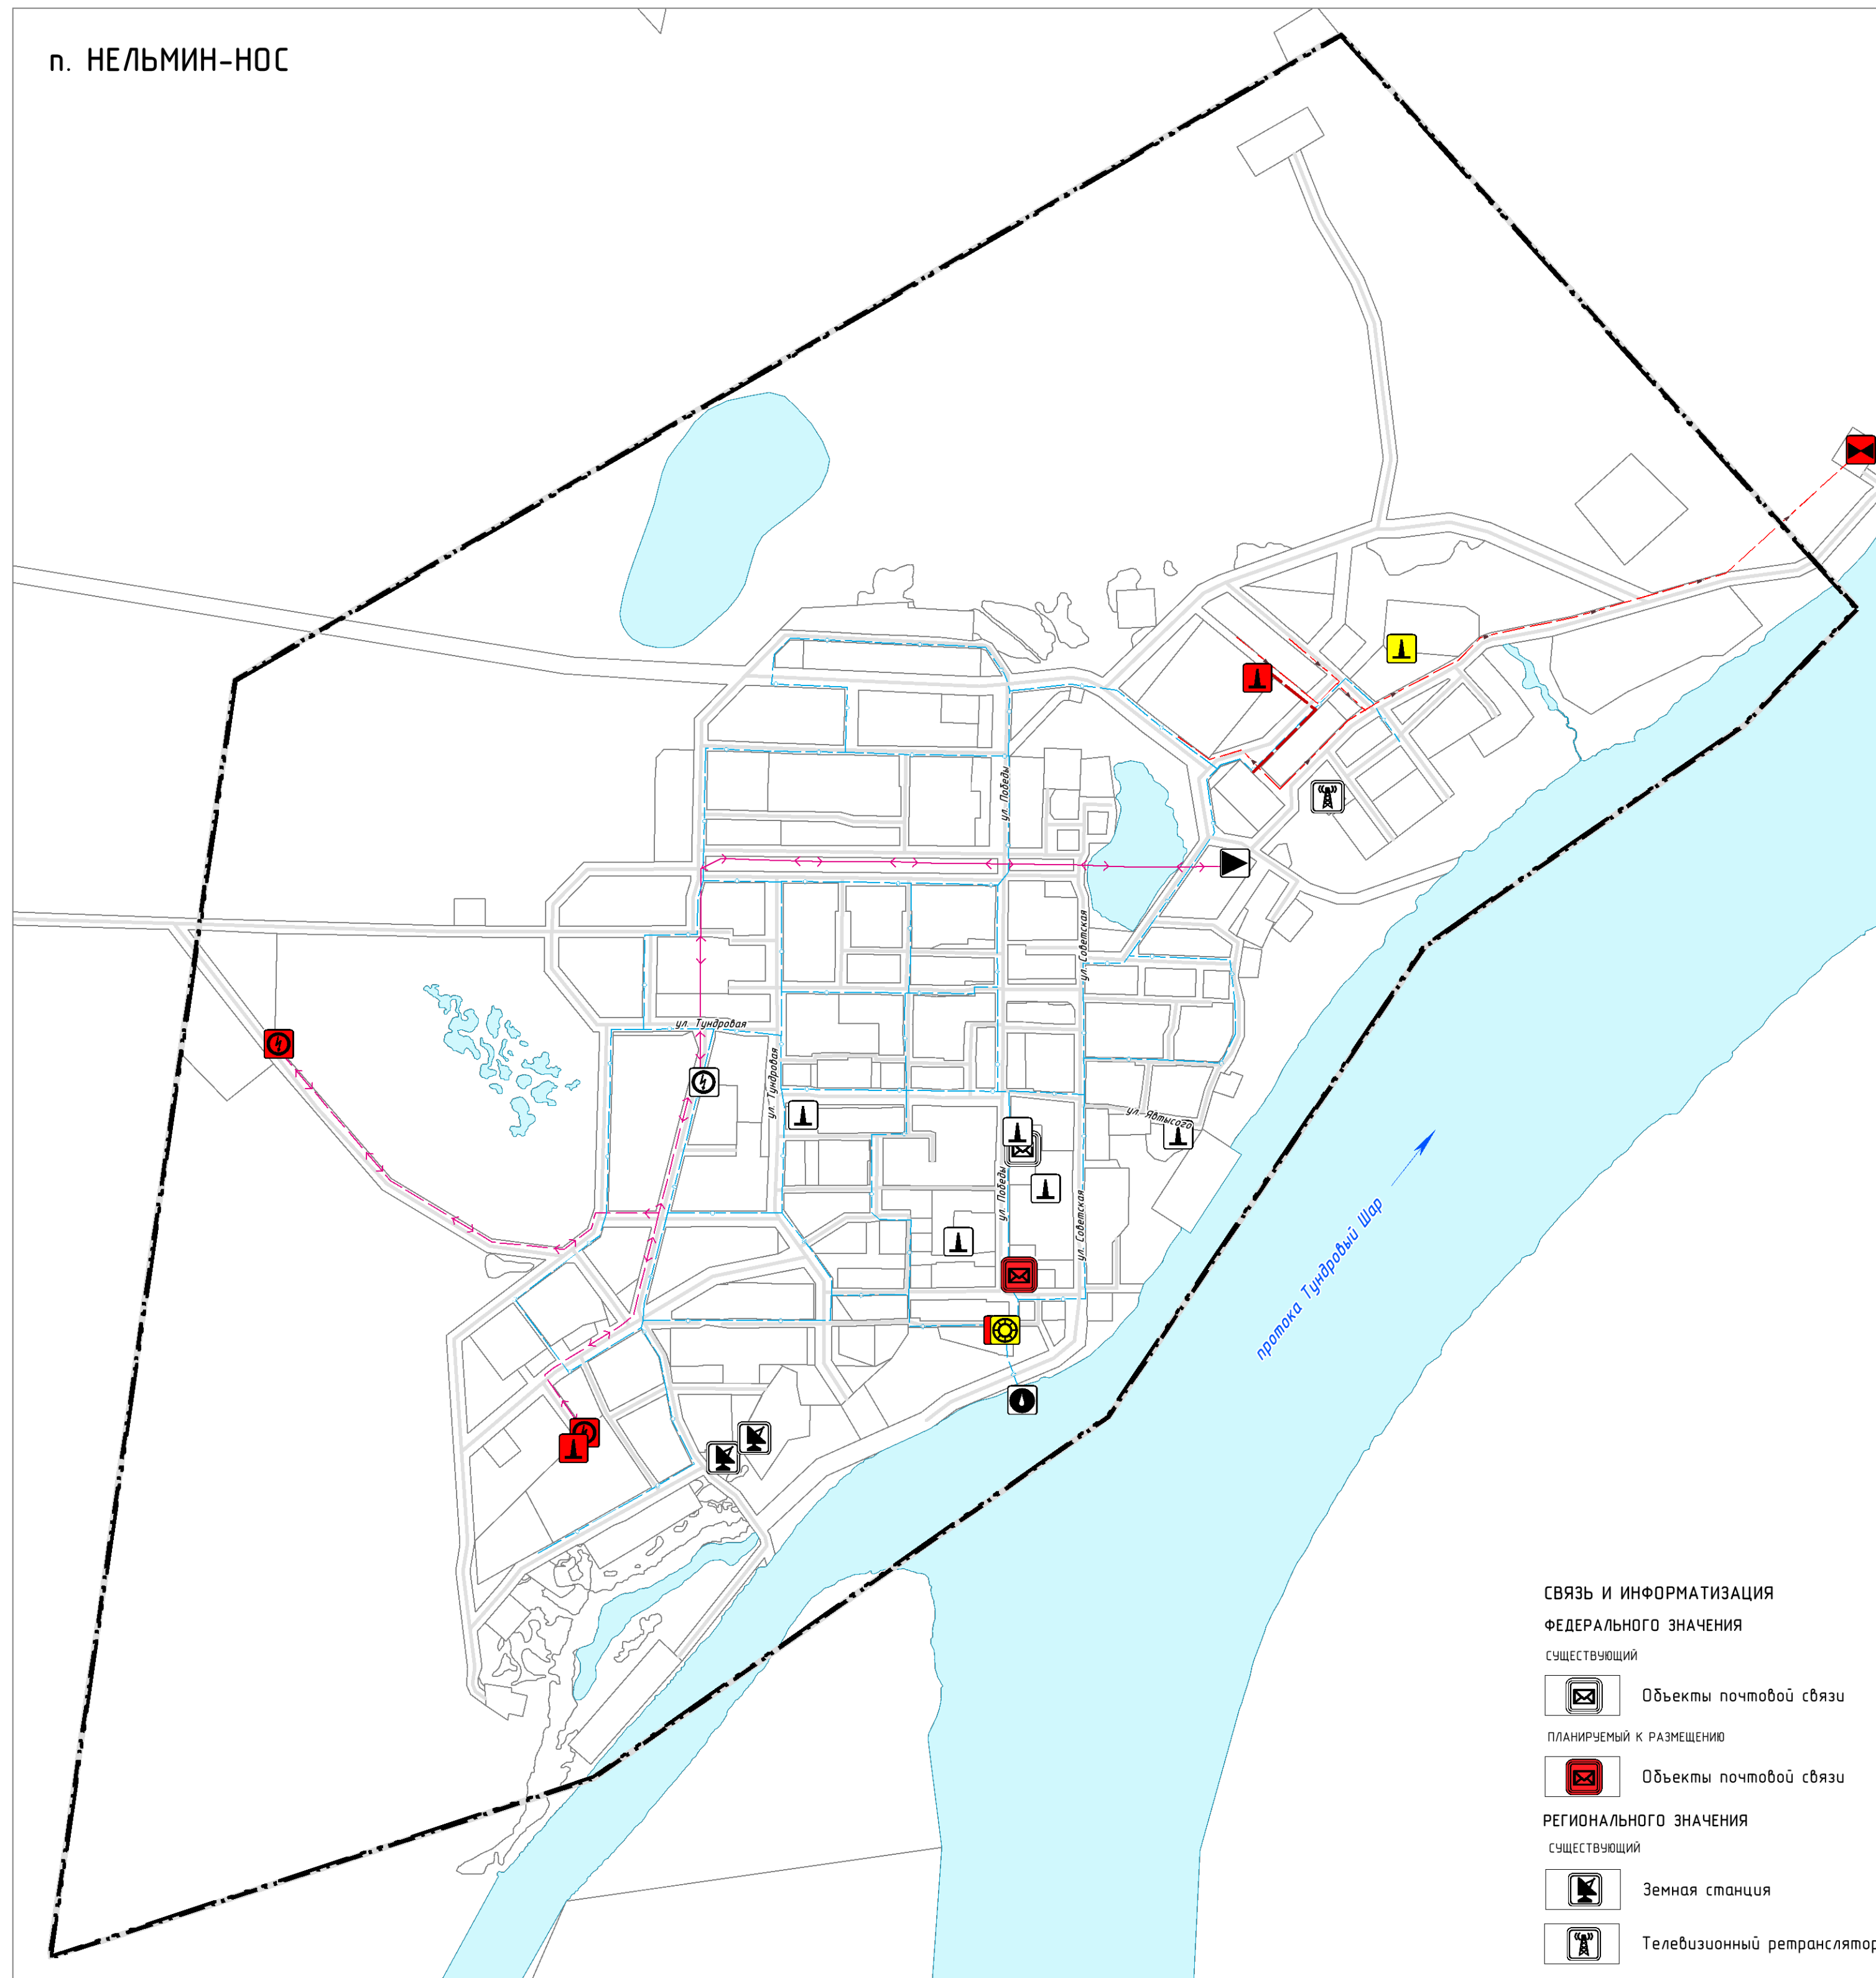 п. НЕЛЬМИН-НОС
ул. Победы
ул. Советская
ул. Тундровая
ул. Тундровая
ул. Явтысого
ул. Победы
ул. Советская
протока Тундровый Шар
СВЯЗЬ И ИНФОРМАТИЗАЦИЯ
ФЕДЕРАЛЬНОГО ЗНАЧЕНИЯ
СУЩЕСТВУЮЩИЙ
Объекты почтовой связи
ПЛАНИРУЕМЫЙ К РАЗМЕЩЕНИЮ
Объекты почтовой связи
РЕГИОНАЛЬНОГО ЗНАЧЕНИЯ
СУЩЕСТВУЮЩИЙ
Земная станция
Телевизионный ретранслятор